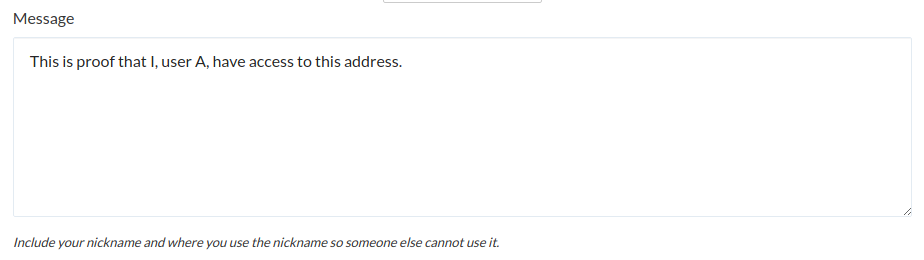 Message
This is proof that I, user A, have access to this address.
Include your nickname and where you use the nickname so someone else cannot use it.